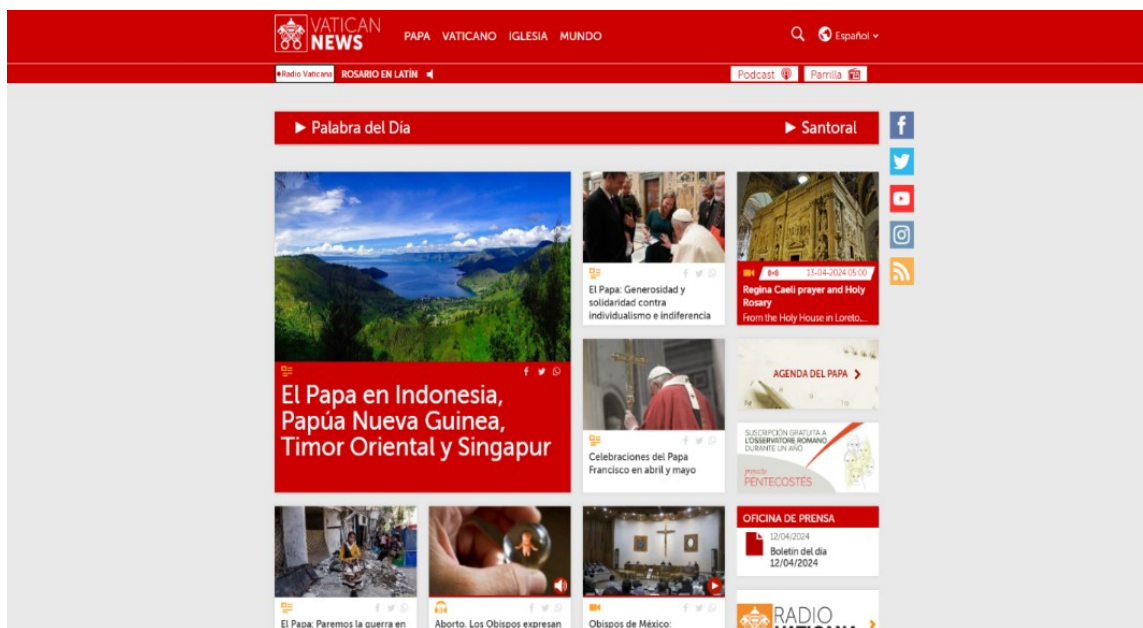 VATICAN
NEWS
PAPA VATICANO IGLESIA MUNDO
Español
Radio Vaticana ROSARIO EN LATÍN
Podcast Parrilla
Palabra del Día
Santoral
El Papa en Indonesia,
Papúa Nueva Guinea,
Timor Oriental y Singapur
El Papa: Generosidad y
solidaridad contra
individualismo e indiferencia
13-04-2024 05:00
Regina Caeli prayer and Holy
Rosary
From the Holy House in Loreto,...
Celebraciones del Papa
Francisco en abril y mayo
AGENDA DEL PAPA
SUSCRIPCIÓN GRATUITA A
L'OSSERVATORE ROMANO
DURANTE UN AÑO
proyecto
PENTECOSTÉS
El Papa: Paremos la guerra en
Aborto. Los Obispos expresan
Obispos de México:
OFICINA DE PRENSA
12/04/2024
Boletín del día
12/04/2024
RADIO
VATICANA